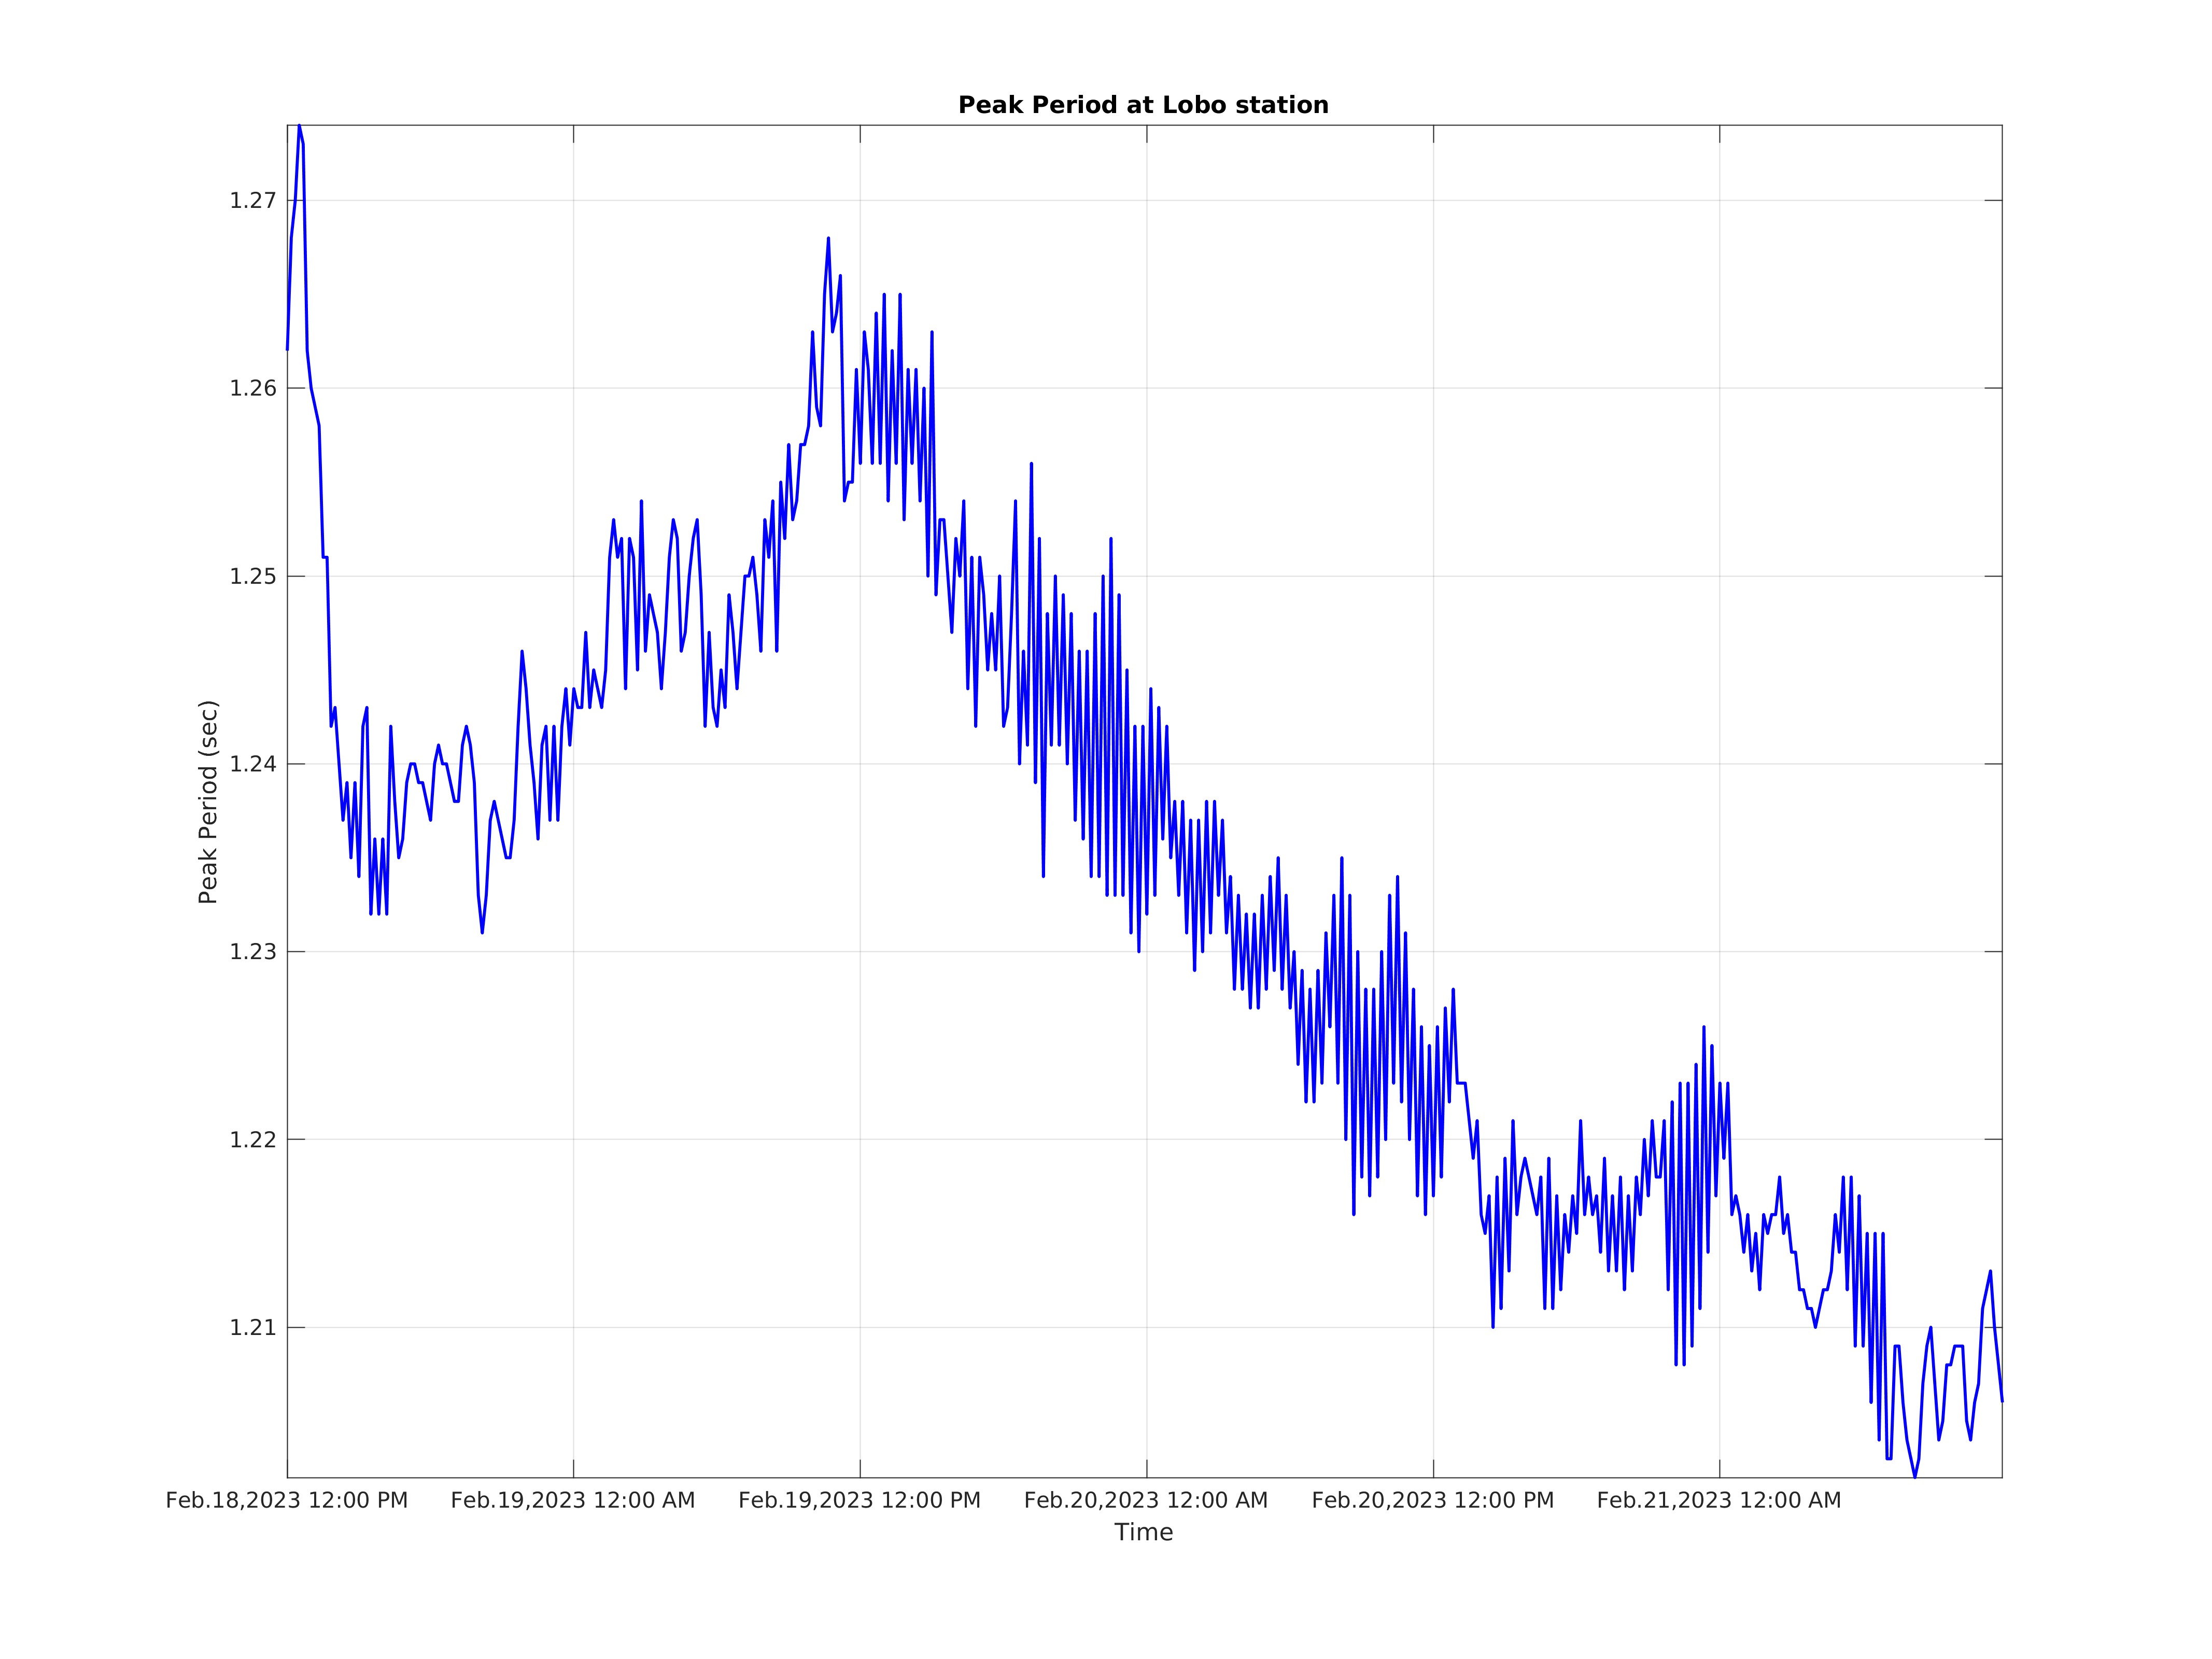 Peak Period at Lobo station
1.27
1.26
1.25
1.24
1.23
1.22
1.21
Peak Period (sec)
Feb.18,2023 12:00 PM
Feb.19,2023 12:00 AM
Feb.19,2023 12:00 PM
Feb.20,2023 12:00 AM
Feb.20,2023 12:00 PM
Feb.21,2023 12:00 AM
Time